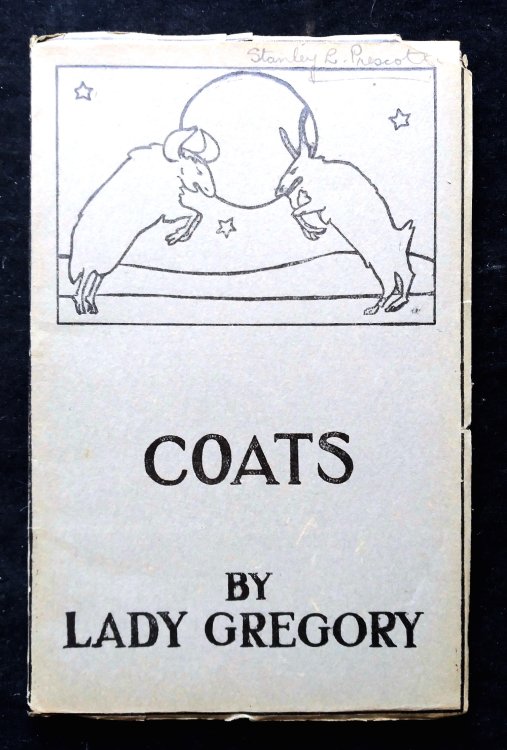 Stanley L. Prescott
COATS
BY
LADY GREGORY